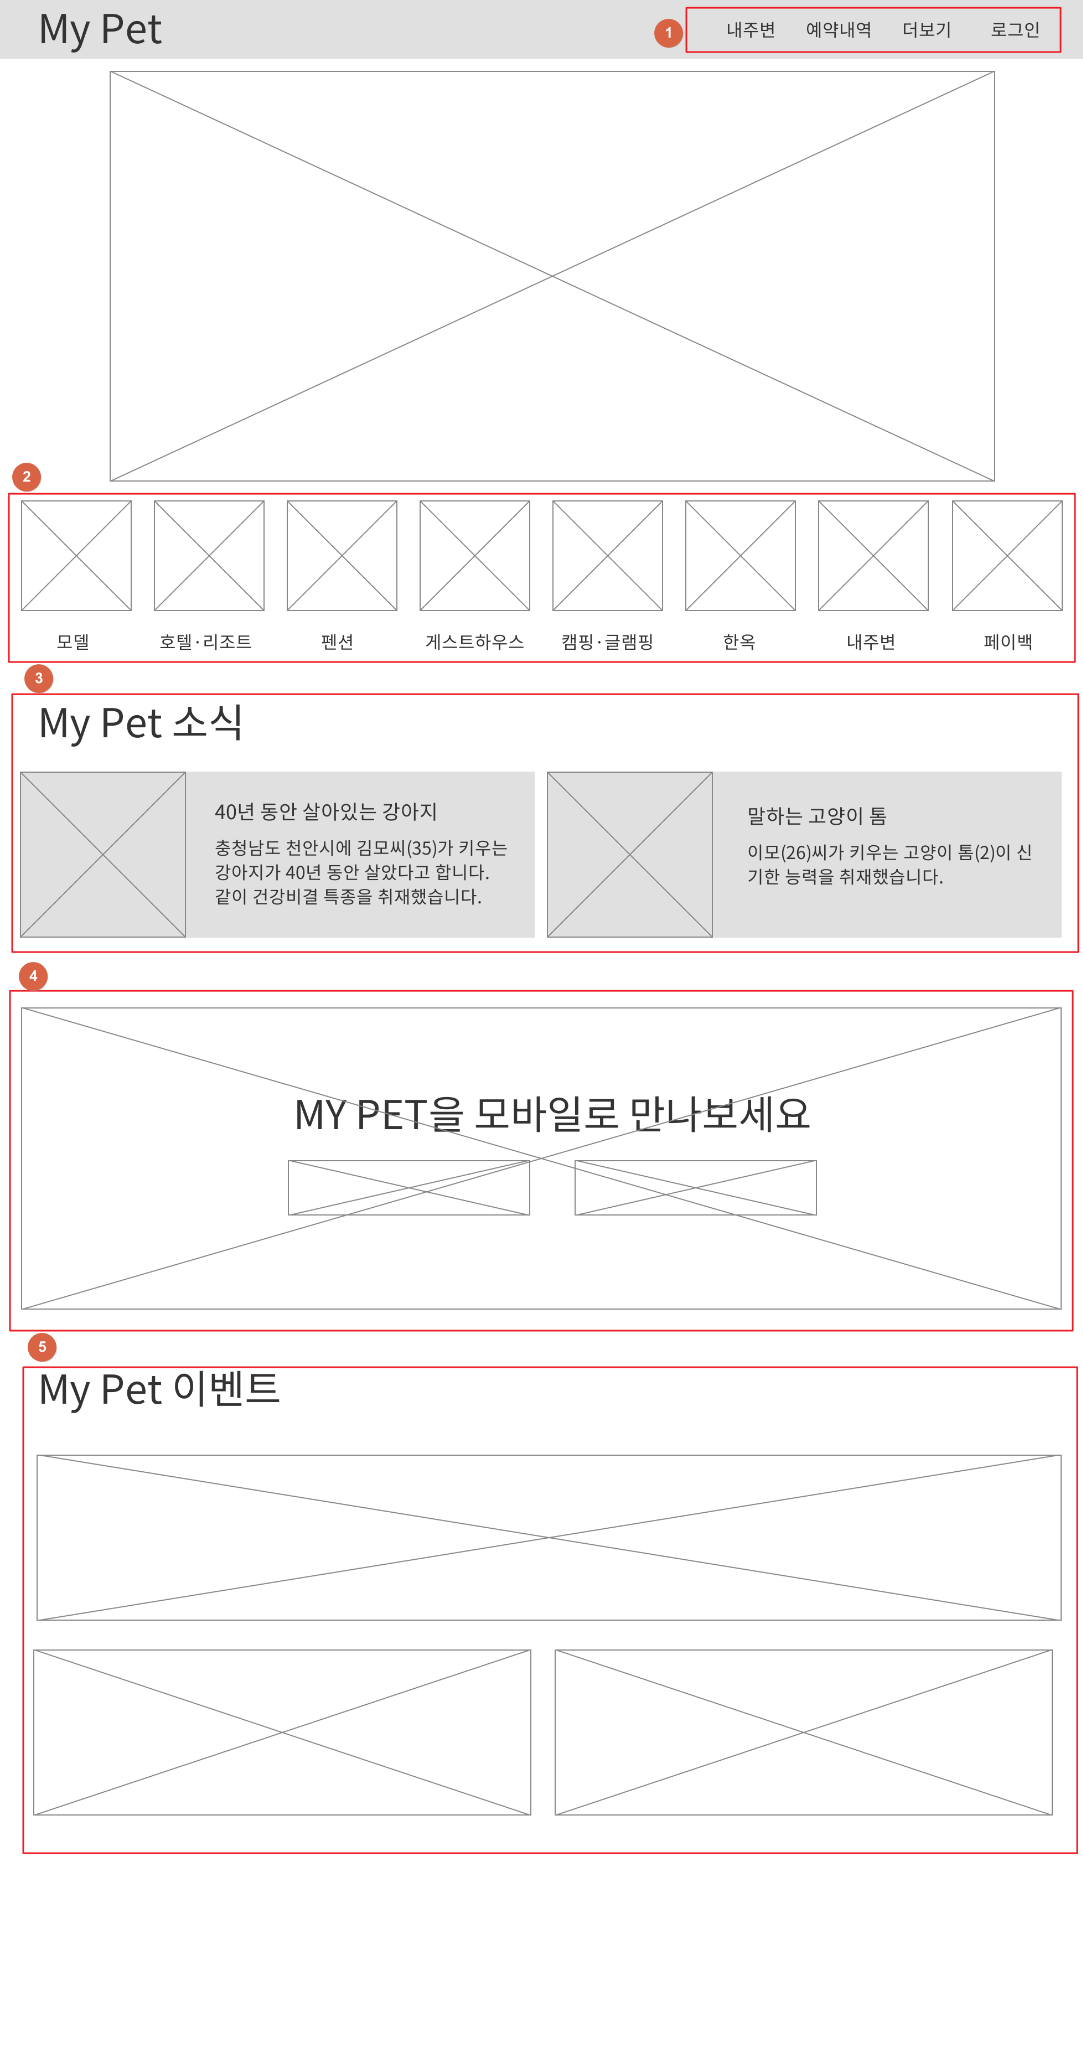 My Pet
1
내주변 예약내역 더보기 로그인
2
모델 호텔·리조트 펜션 게스트하우스 캠핑·글램핑 한옥 내주변 페이백
3
My Pet 소식
40년 동안 살아있는 강아지
충청남도 천안시에 김모씨(35)가 키우는
강아지가 40년 동안 살았다고 합니다.
같이 건강비결 특종을 취재했습니다.
말하는 고양이 톰
이모(26)씨가 키우는 고양이 톰(2)이 신
기한 능력을 취재했습니다.
4
MY PET을 모바일로 만나보세요
5
My Pet 이벤트